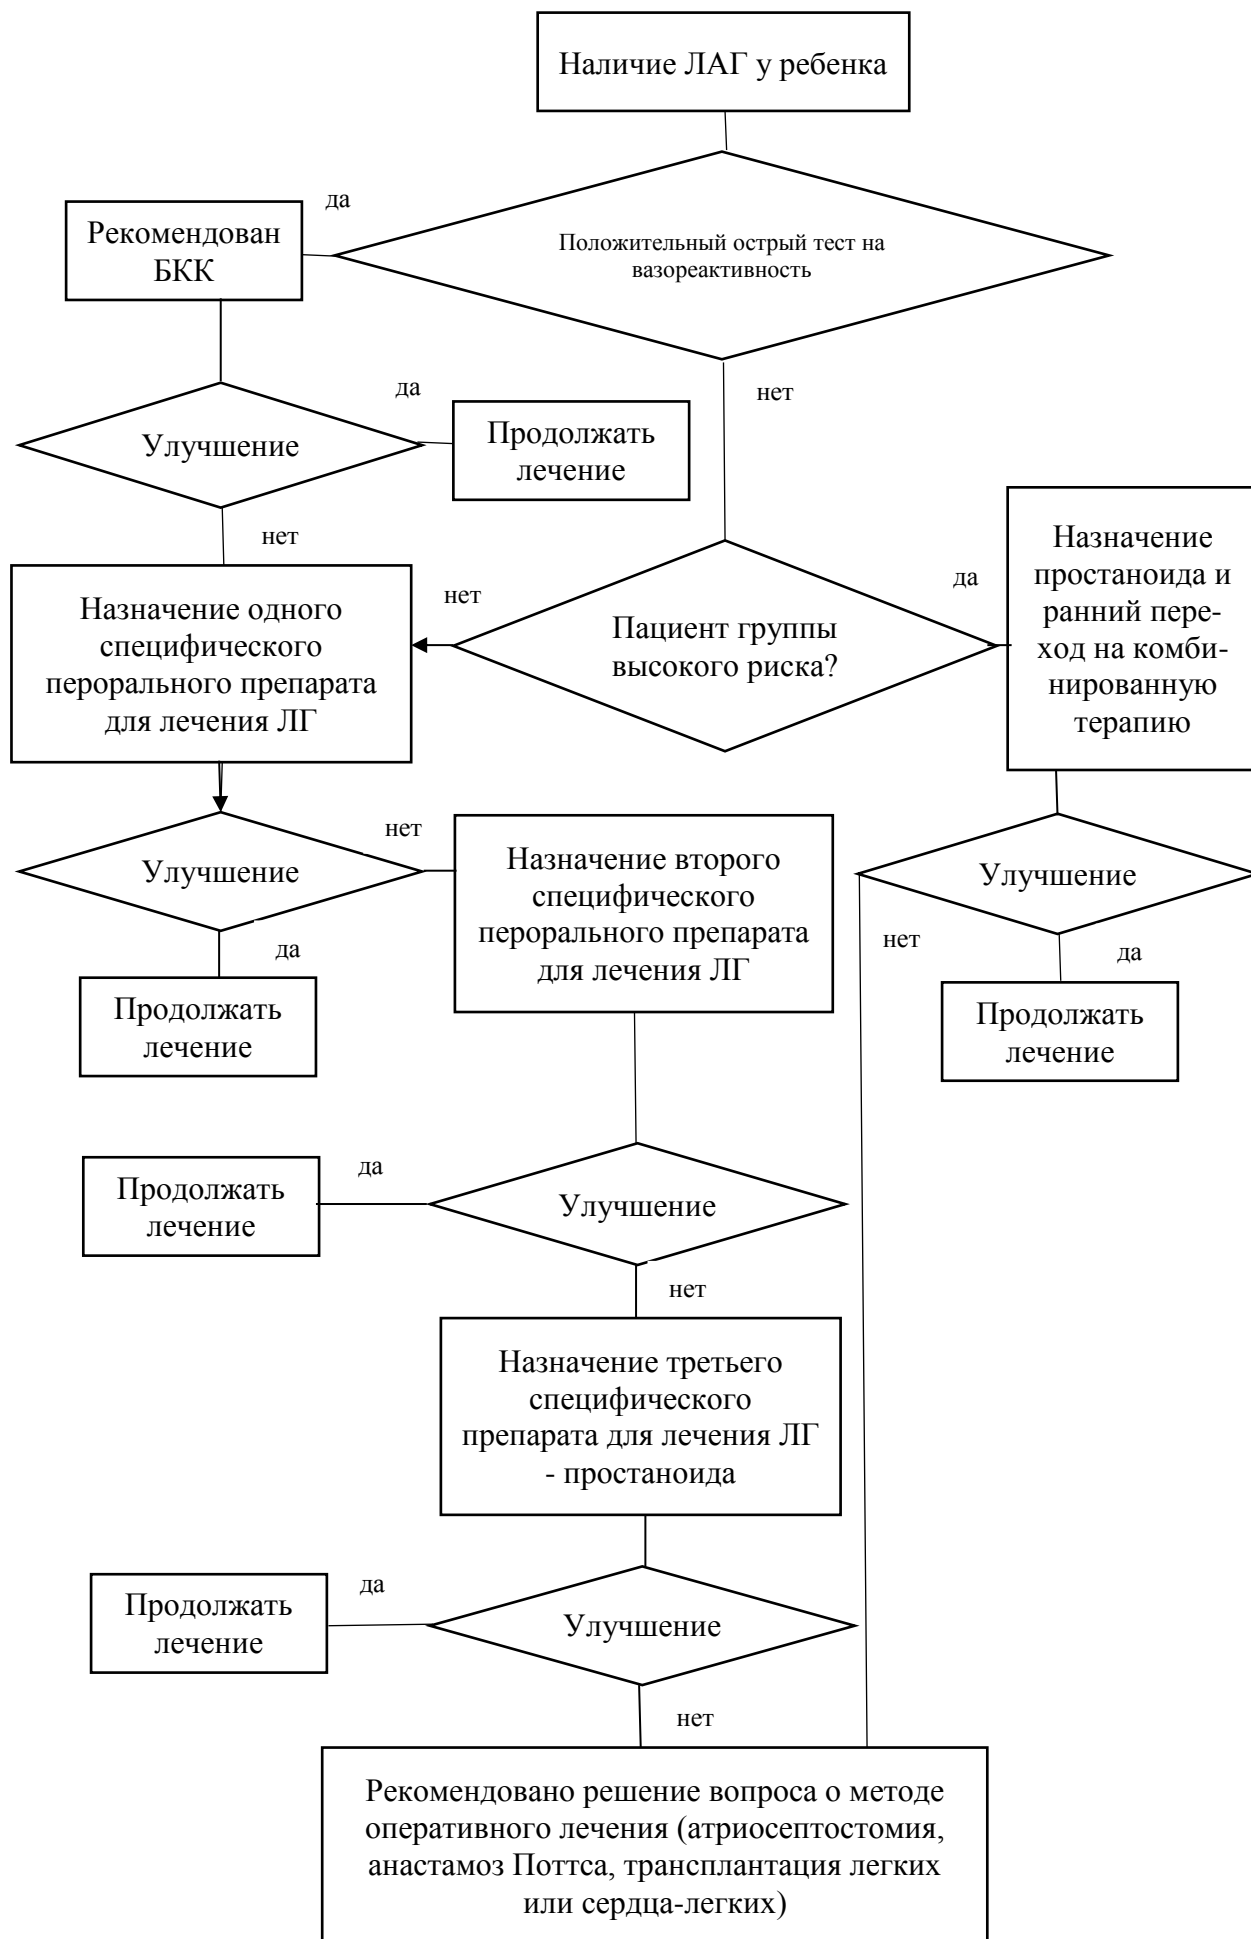 Наличие ЛАГ у ребенка
да
Рекомендован
БКК
Положительный острый тест на
вазореактивность
да
нет
Улучшение
Продолжать
лечение
нет
Назначение одного
специфического
перорального препарата
для лечения ЛГ
нет
Пациент группы
высокого риска?
да
Назначение
простаноида и
ранний пере-
ход на комби-
нированную
терапию
Улучшение
нет
Назначение второго
специфического
перорального препарата
для лечения ЛГ
Улучшение
да
нет
да
Продолжать
лечение
Продолжать
лечение
Продолжать
лечение
да
Улучшение
нет
Назначение третьего
специфического
препарата для лечения ЛГ
- простаноида
Продолжать
лечение
да
Улучшение
нет
Рекомендовано решение вопроса о методе
оперативного лечения (атриосептостомия,
анастамоз Поттса, трансплантация легких
или сердца-легких)